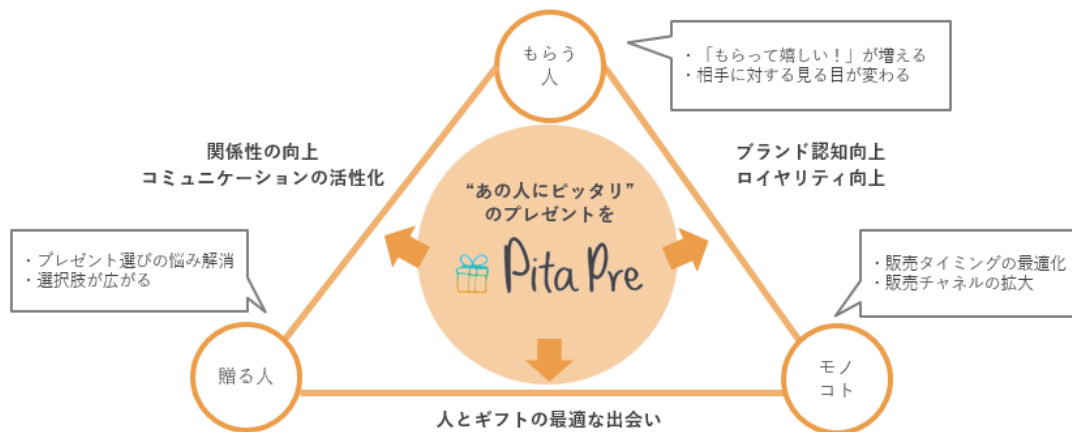 もらう
人
・「もらって嬉しい！」が増える
・相手に対する見る目が変わる
関係性の向上
コミュニケーションの活性化
ブランド認知向上
ロイヤリティ向上
“あの人にピッタリ”
のプレゼントを
Pita Pre
・プレゼント選びの悩み解消
・選択肢が広がる
・販売タイミングの最適化
・販売チャネルの拡大
贈る人
モノ
コト
人とギフトの最適な出会い